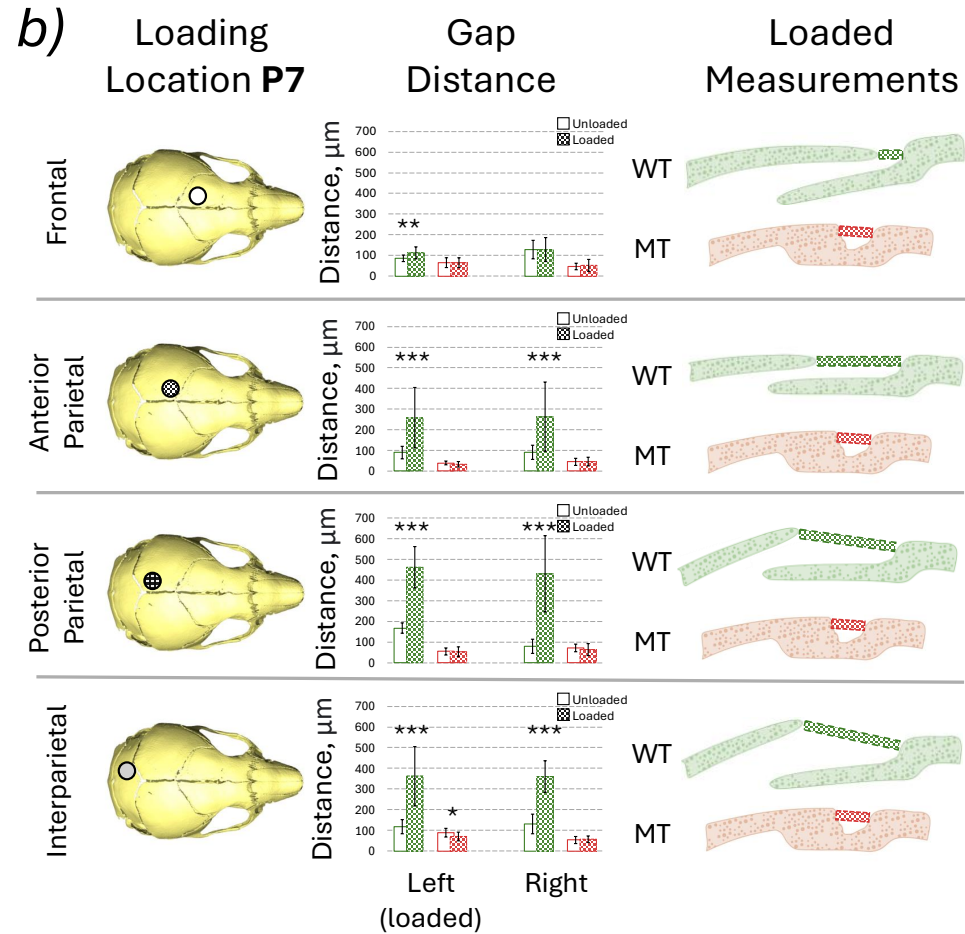 b)
Loading
Location P7
Gap
Distance
Loaded
Measurements
Frontal
Distance, μm
700
600
500
400
300
200
100
0
Unloaded
Loaded
**
WT
MT
Anterior
Parietal
Distance, μm
700
600
500
400
300
200
100
0
Unloaded
Loaded
***
***
WT
MT
Posterior
Parietal
Distance, μm
700
600
500
400
300
200
100
0
Unloaded
Loaded
***
***
WT
MT
Interparietal
Distance, μm
700
600
500
400
300
200
100
0
Unloaded
Loaded
***
*
***
WT
MT
Left
(loaded)
Right